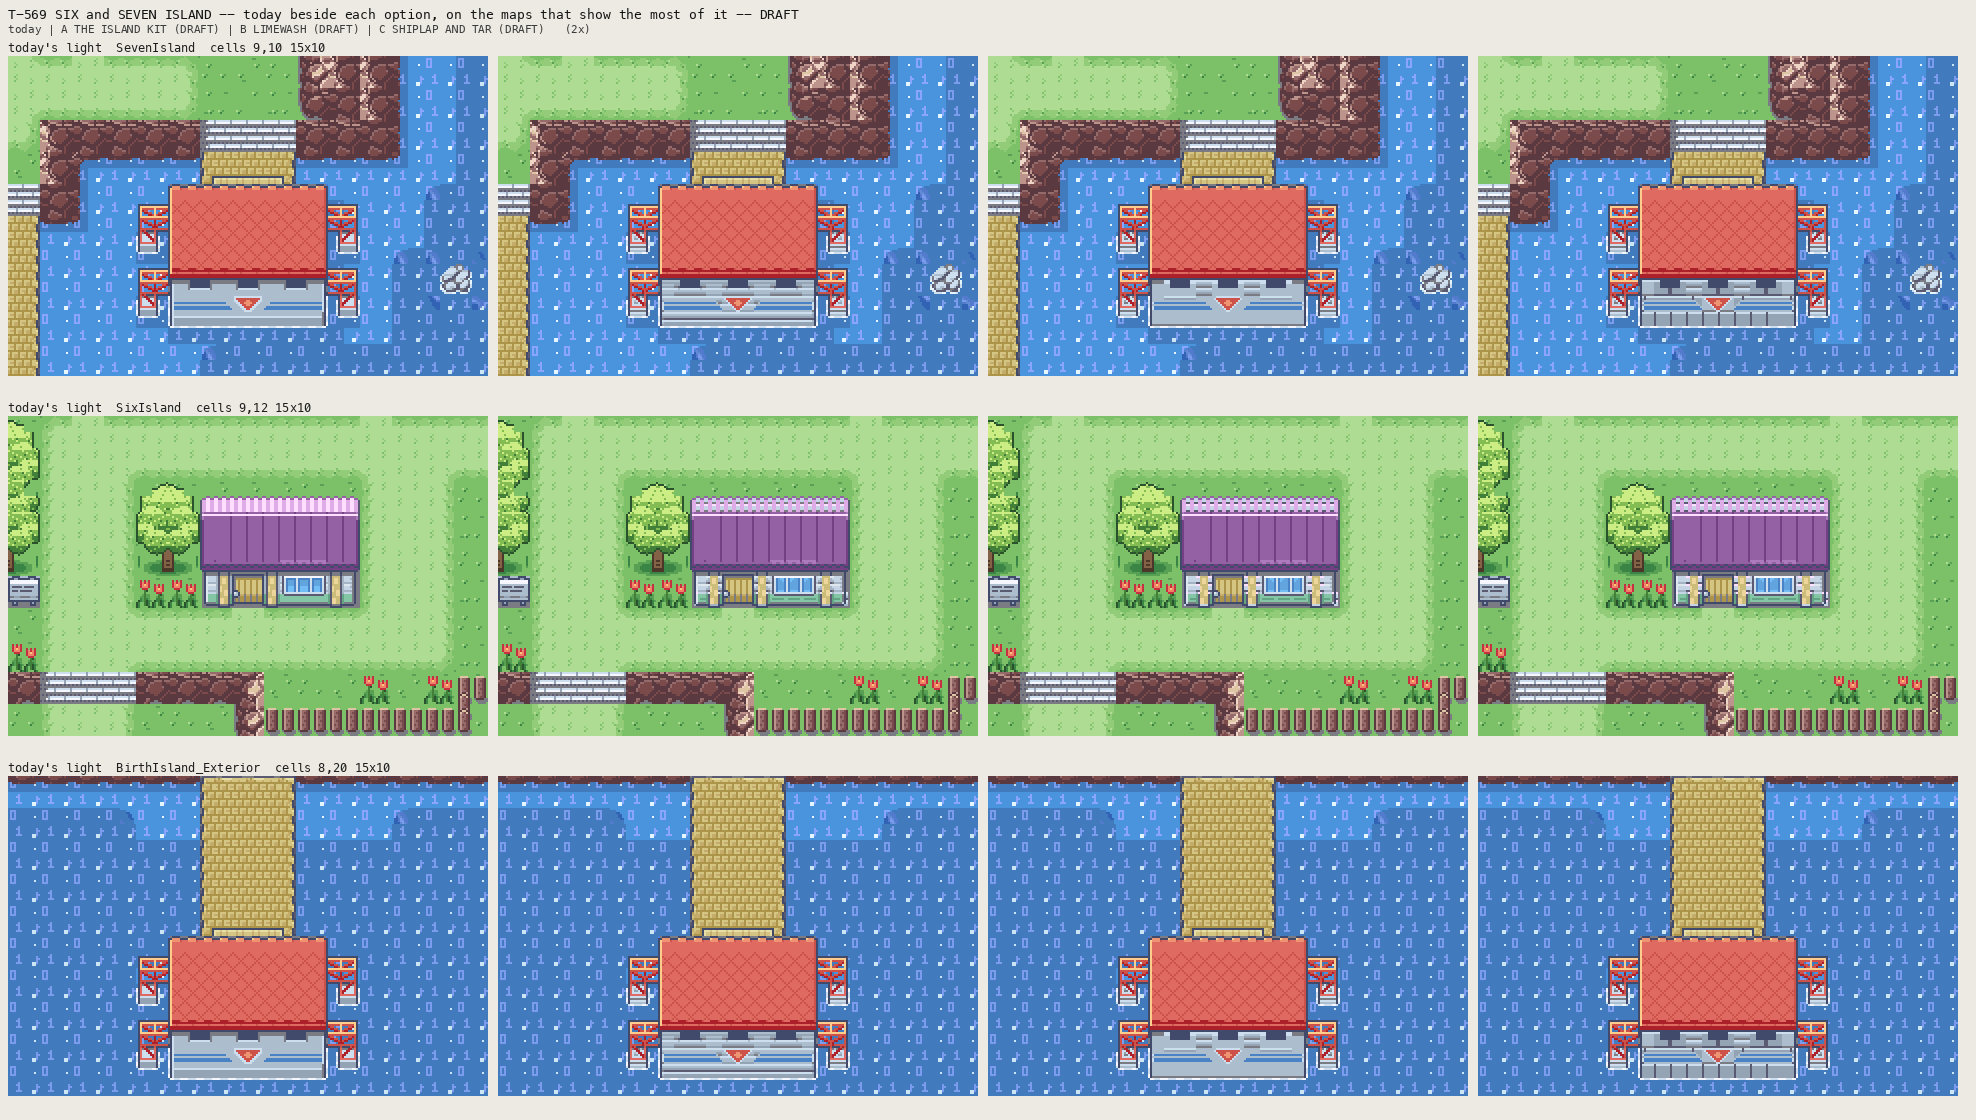 T-569 SIX and SEVEN ISLAND -- today beside each option, on the maps that show the most of it -- DRAFT
today | A THE ISLAND KIT (DRAFT) | B LIMEWASH (DRAFT) | C SHIPLAP AND TAR (DRAFT) (2x)
today's light SevenIsland cells 9,10 15x10
today's light SixIsland cells 9,12 15x10
today's light BirthIsland_Exterior cells 8,20 15x10